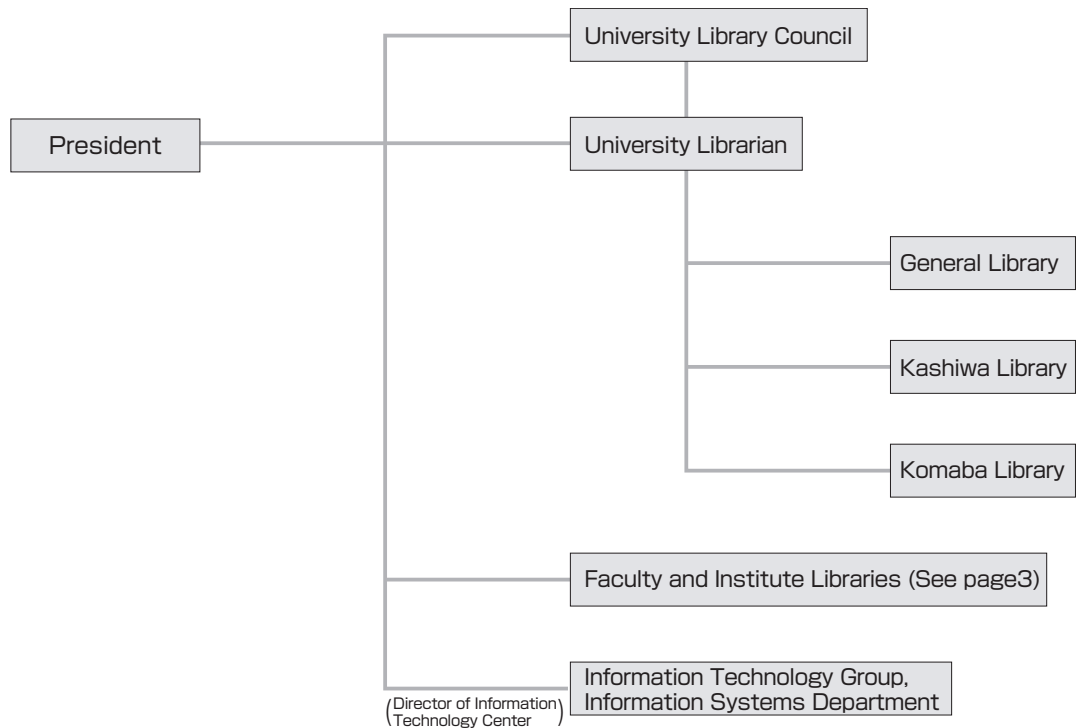 University Library Council
President
University Librarian
General Library
Kashiwa Library
Komaba Library
Faculty and Institute Libraries (See page3)
Information Technology Group,
Information Systems Department
(Director of Information
Technology Center)